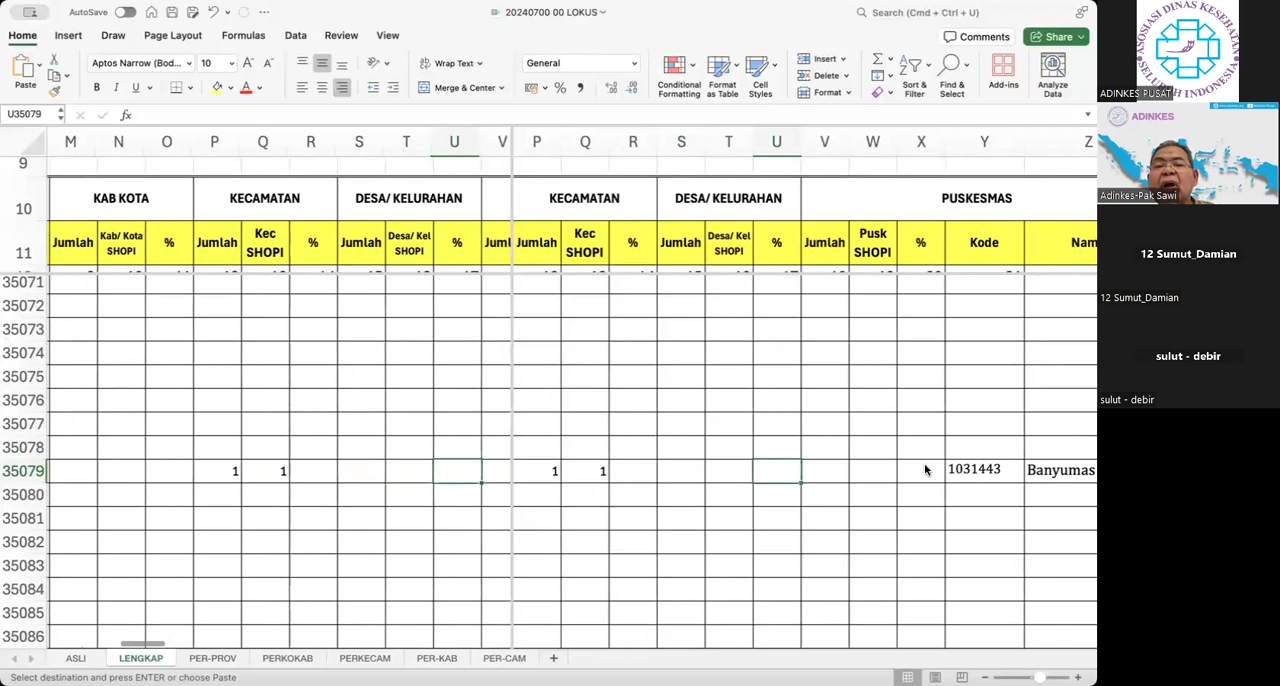 AutoSave
20240700 00 LOKUS
Search (Cmd + Ctrl + U)
Home Insert Draw Page Layout Formulas Data Review View
Comments Share
Paste
Aptos Narrow (Bod... 10
B I U
Wrap Text
Merge & Center
General
Conditional Formatting
Format as Table
Cell Styles
Insert
Delete
Format
Sort & Filter
Find & Select
Add-ins
Analyze Data
U35079 fx
M N O P Q R S T U V P Q R S T U V W X Y Z
9
10 KAB KOTA KECAMATAN DESA/ KELURAHAN KECAMATAN DESA/ KELURAHAN PUSKESMAS
11 Jumlah Kab/ Kota SHOPI % Jumlah Kec SHOPI % Jumlah Desa/ Kel SHOPI % Juml Jumlah Kec SHOPI % Jumlah Desa/ Kel SHOPI % Jumlah Pusk SHOPI % Kode Nam
35071
35072
35073
35074
35075
35076
35077
35078
35079 1 1 1 1 1031443 Banyumas
35080
35081
35082
35083
35084
35085
35086
ASLI LENGKAP PER-PROV PERKOKAB PERKECAM PER-KAB PER-CAM +
Select destination and press ENTER or choose Paste
ASOSIASI DINAS KESEHATAN SELURUH INDONESIA
ADINKES PUSAT
ADINKES
Adinkes-Pak Sawi
12 Sumut_Damian
12 Sumut_Damian
sulut - debir
sulut - debir